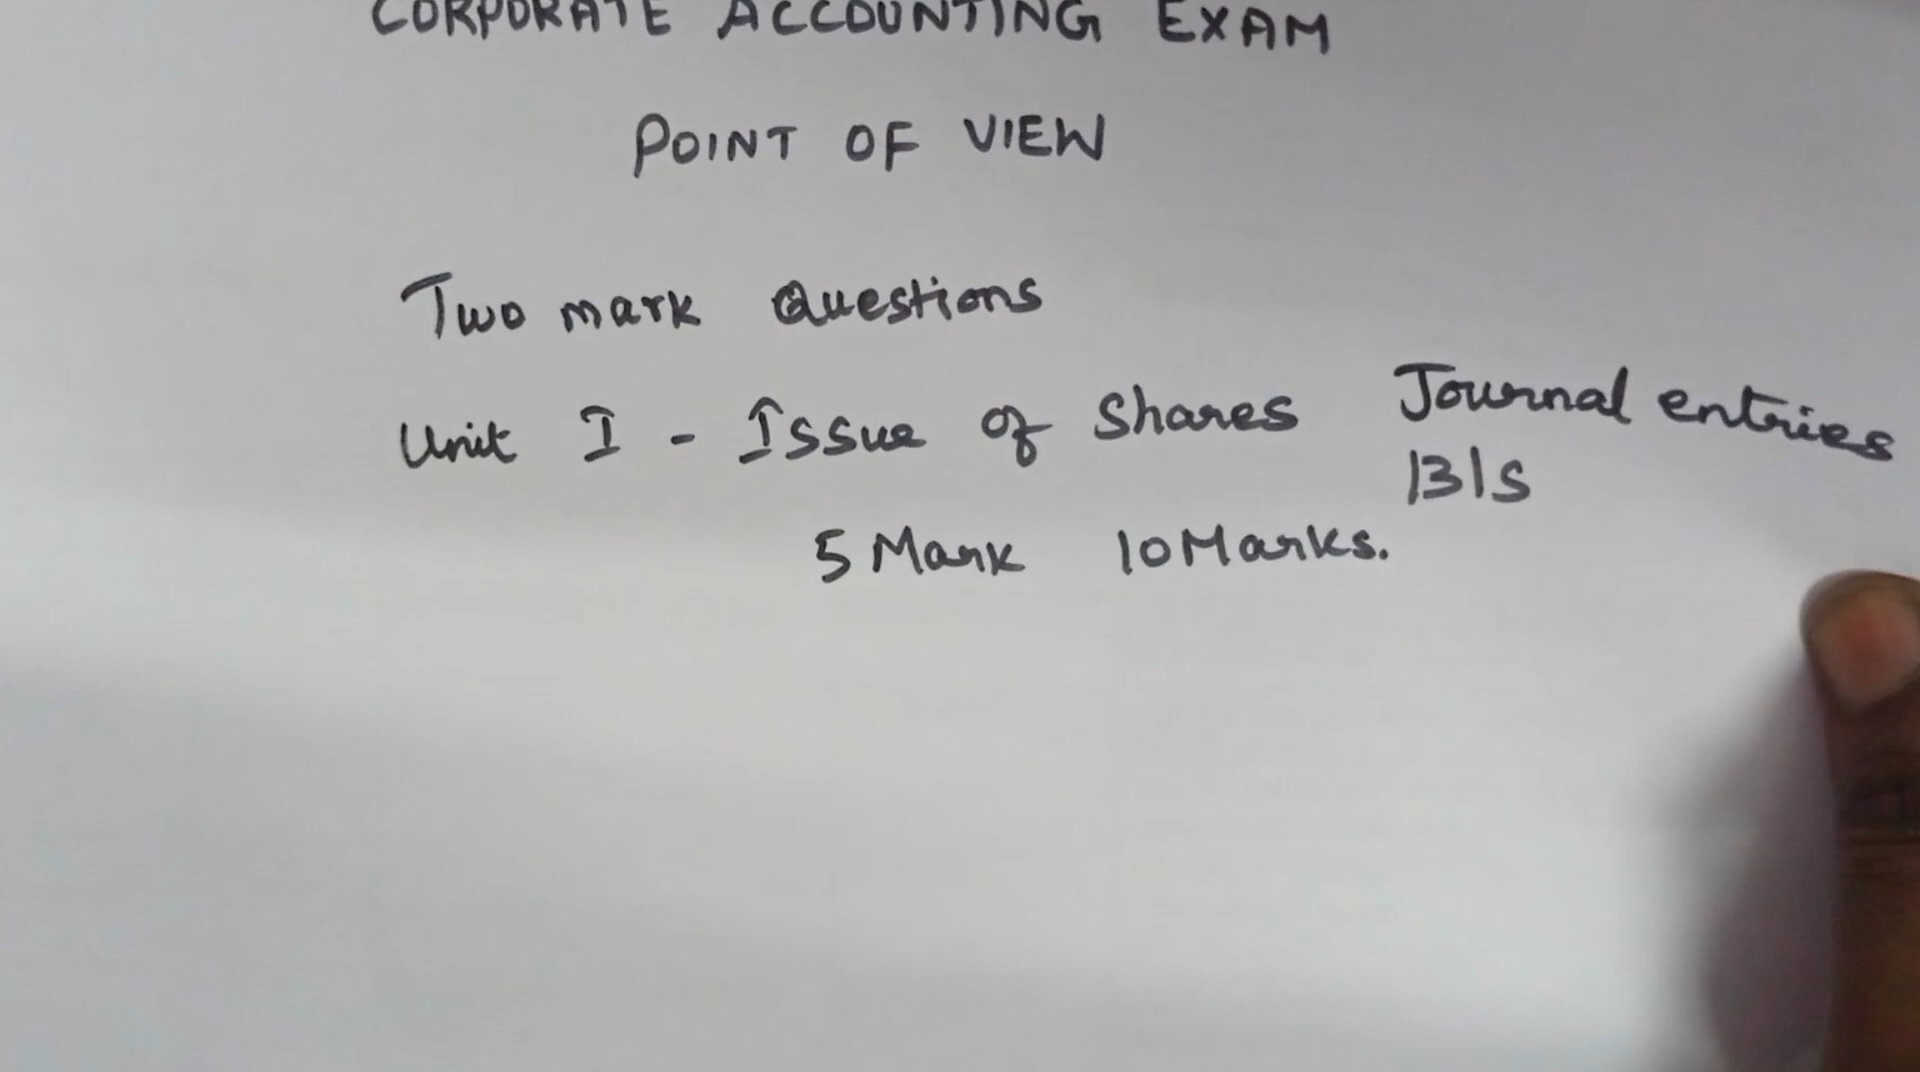 CORPORATE ACCOUNTING EXAM
POINT OF VIEW
Two mark Questions
Unit I - Issue of Shares Journal entries
B/S
5 Mark 10 Marks.